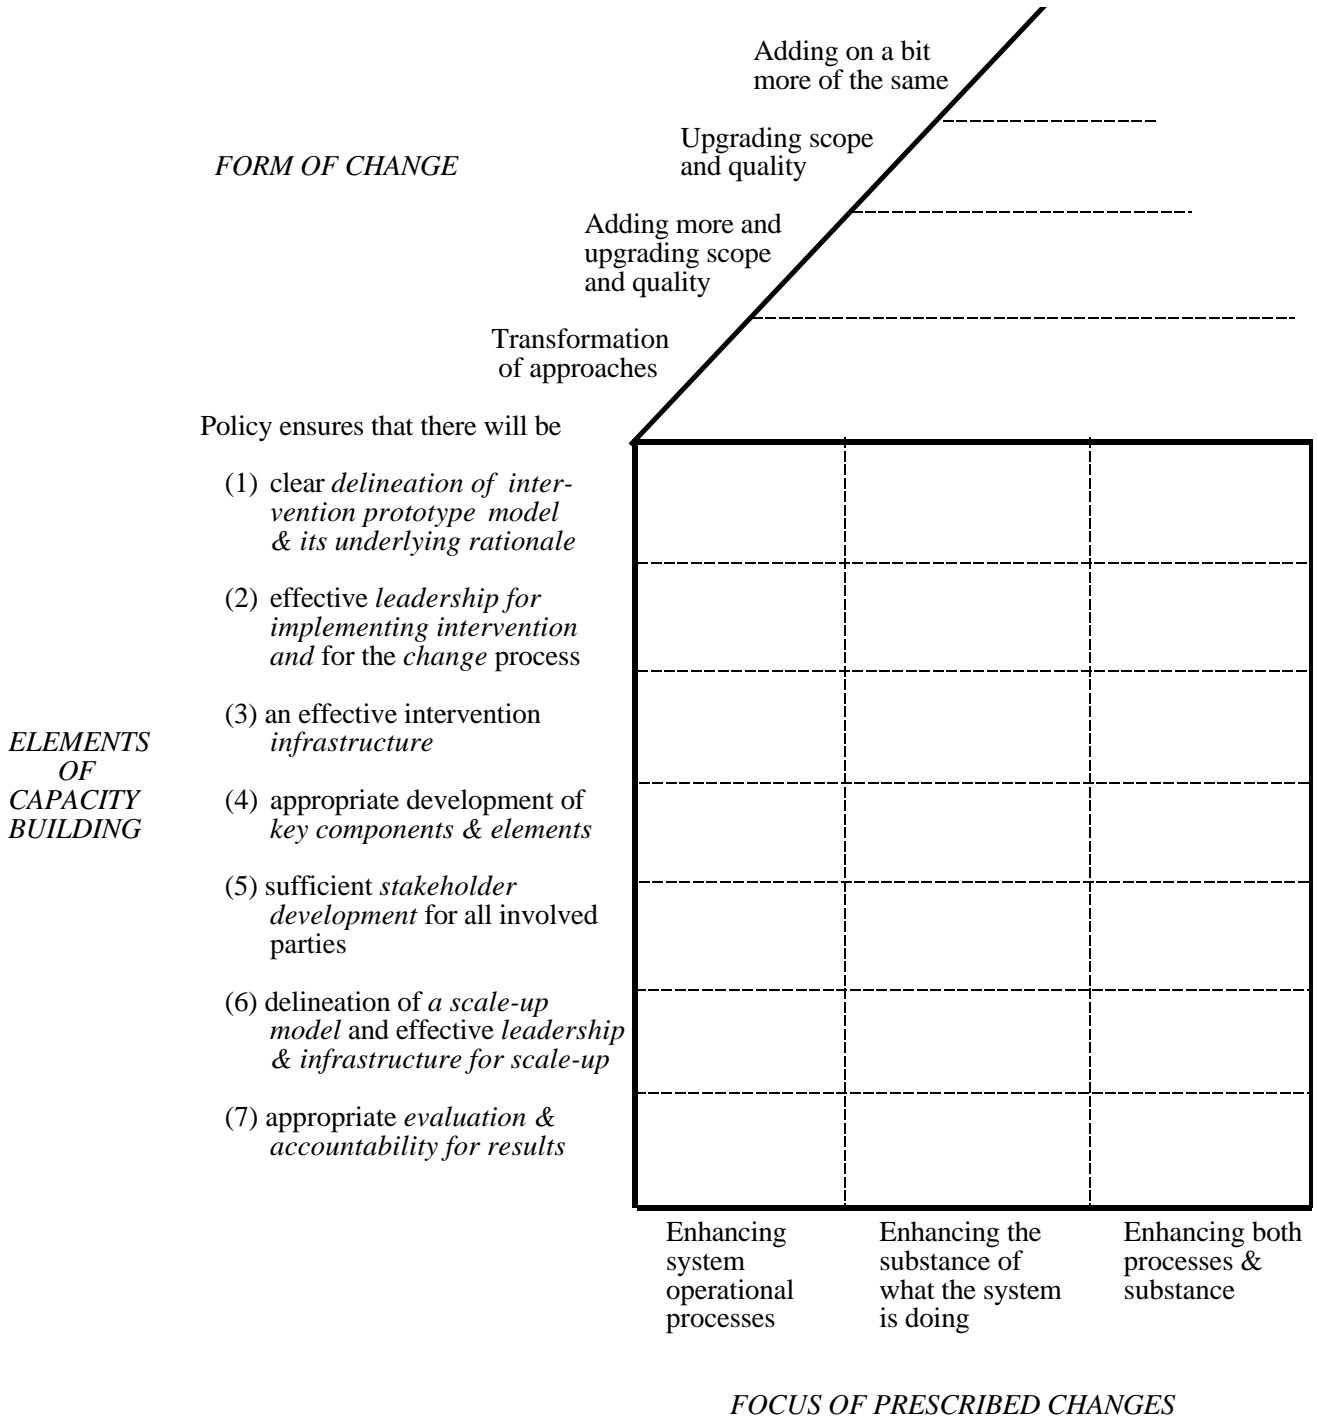 Adding on a bit
more of the same
Upgrading scope
and quality
FORM OF CHANGE
Adding more and
upgrading scope
and quality
Transformation
of approaches
Policy ensures that there will be
(1) clear delineation of inter-
vention prototype model
& its underlying rationale
(2) effective leadership for
implementing intervention
and for the change process
(3) an effective intervention
infrastructure
ELEMENTS
OF
CAPACITY
BUILDING
(4) appropriate development of
key components & elements
(5) sufficient stakeholder
development for all involved
parties
(6) delineation of a scale-up
model and effective leadership
& infrastructure for scale-up
(7) appropriate evaluation &
accountability for results
Enhancing
system
operational
processes
Enhancing the
substance of
what the system
is doing
Enhancing both
processes &
substance
FOCUS OF PRESCRIBED CHANGES